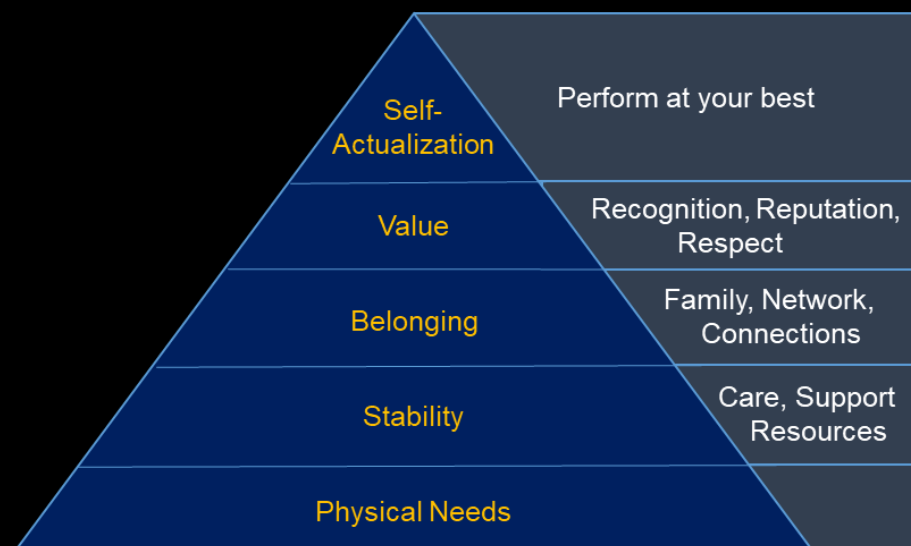 Self-
Actualization
Perform at your best
Value
Recognition, Reputation,
Respect
Belonging
Family, Network,
Connections
Stability
Care, Support
Resources
Physical Needs